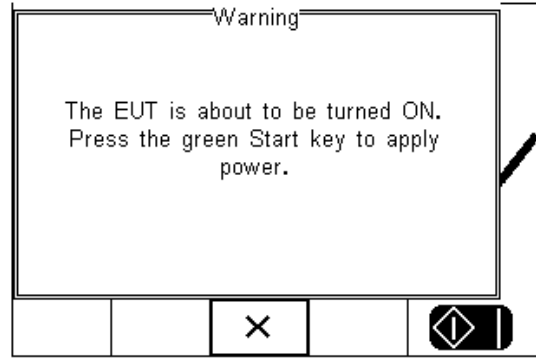 Warning
The EUT is about to be turned ON.
Press the green Start key to apply
power.